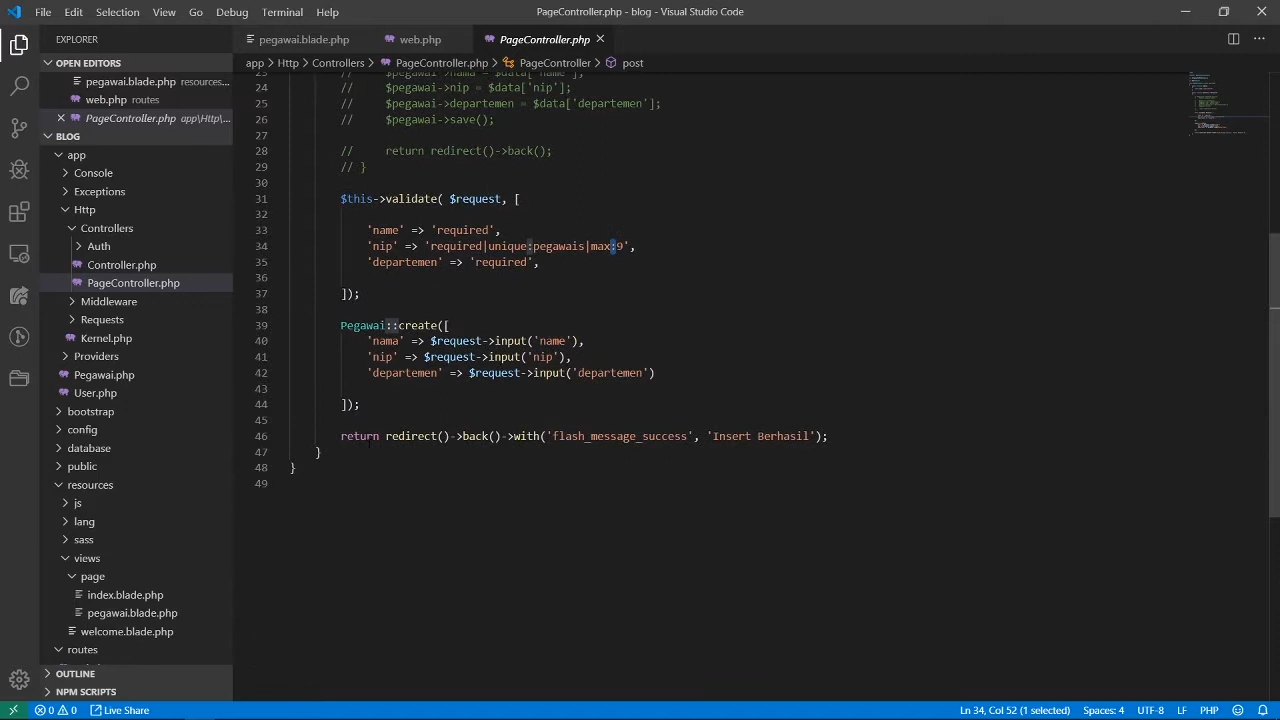 File Edit Selection View Go Debug Terminal Help
PageController.php - blog - Visual Studio Code
EXPLORER
OPEN EDITORS
pegawai.blade.php resources...
web.php routes
PageController.php app\Http\...
BLOG
app
Console
Exceptions
Http
Controllers
Auth
Controller.php
PageController.php
Middleware
Requests
Kernel.php
Providers
Pegawai.php
User.php
bootstrap
config
database
public
resources
js
lang
sass
views
page
index.blade.php
pegawai.blade.php
welcome.blade.php
routes
OUTLINE
NPM SCRIPTS
pegawai.blade.php web.php PageController.php
app Http Controllers PageController.php PageController post
23 // $pegawai->nama = $data['name'];
24 // $pegawai->nip = $data['nip'];
25 // $pegawai->departemen = $data['departemen'];
26 // $pegawai->save();
28 // return redirect()->back();
29 // }
30
31 $this->validate( $request, [
32
33 'name' => 'required',
34 'nip' => 'required|unique:pegawais|max:9',
35 'departemen' => 'required',
36
37 ]);
38
39 Pegawai::create([
40 'nama' => $request->input('name'),
41 'nip' => $request->input('nip'),
42 'departemen' => $request->input('departemen')
43
44 ]);
45
46 return redirect()->back()->with('flash_message_success', 'Insert Berhasil');
47 }
48 }
49
0 0 Live Share
Ln 34, Col 52 (1 selected) Spaces: 4 UTF-8 LF PHP